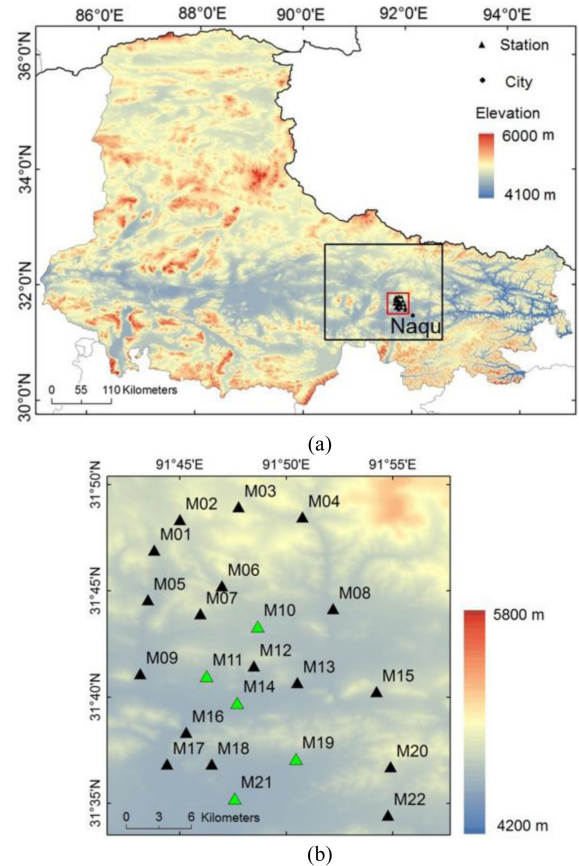 86°0'E 88°0'E 90°0'E 92°0'E 94°0'E
36°0'N
34°0'N
32°0'N
30°0'N
Station
City
Elevation
6000 m
4100 m
Naqu
0 55 110 Kilometers
(a)
91°45'E 91°50'E 91°55'E
31°50'N
31°45'N
31°40'N
31°35'N
M03
M02 M04
M01
M06
M05 M07 M08
M10
M12
M09 M11 M13
M14 M15
M16
M19
M17 M18 M20
M21
M22
0 3 6 Kilometers
5800 m
4200 m
(b)